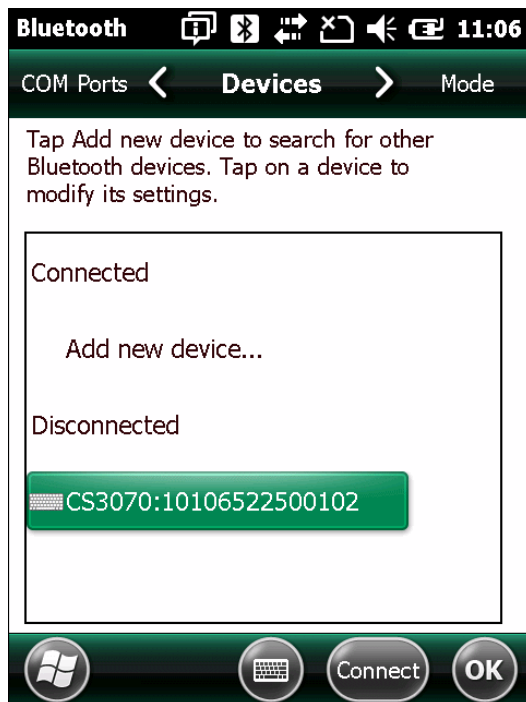 Bluetooth 11:06
COM Ports Devices Mode
Tap Add new device to search for other
Bluetooth devices. Tap on a device to
modify its settings.
Connected
Add new device...
Disconnected
CS3070:10106522500102
Connect OK